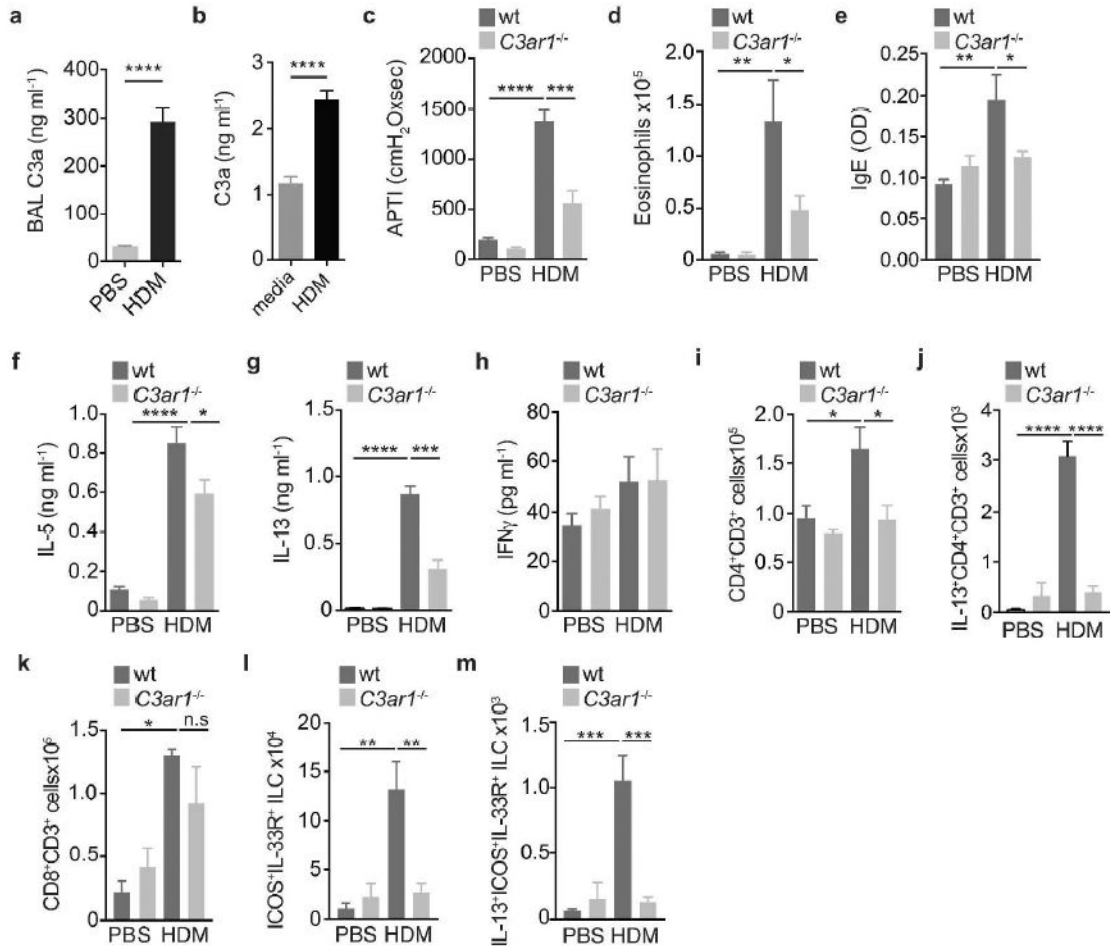 a
BAL C3a (ng ml-1)
****
400
300
200
100
0
PBS
HDM
b
C3a (ng ml-1)
****
3
2
1
0
media
HDM
c
wt
C3ar1-/-
APTI (cmH2Oxsec)
**** ***
2000
1500
1000
500
0
PBS HDM
d
wt
C3ar1-/-
Eosinophils x105
** *
2.0
1.5
1.0
0.5
0
PBS HDM
e
wt
C3ar1-/-
IgE (OD)
** *
0.25
0.20
0.15
0.10
0.05
0
PBS HDM
f
wt
C3ar1-/-
IL-5 (ng ml-1)
**** *
1.0
0.8
0.6
0.4
0.2
0
PBS HDM
g
wt
C3ar1-/-
IL-13 (ng ml-1)
**** ***
1.5
1.0
0.5
0
PBS HDM
h
wt
C3ar1-/-
IFNγ (pg ml-1)
80
60
40
20
0
PBS HDM
i
wt
C3ar1-/-
CD4+CD3+ cellsx105
* *
2.0
1.5
1.0
0.5
0
PBS HDM
j
wt
C3ar1-/-
IL-13+CD4+CD3+ cellsx103
**** ****
4
3
2
1
0
PBS HDM
k
wt
C3ar1-/-
CD8+CD3+ cellsx105
* n.s
1.5
1.0
0.5
0
PBS HDM
l
wt
C3ar1-/-
ICOS+IL-33R+ ILC x104
** **
20
15
10
5
0
PBS HDM
m
wt
C3ar1-/-
IL-13+ICOS+IL-33R+ ILC x103
*** ***
1.5
1.0
0.5
0
PBS HDM